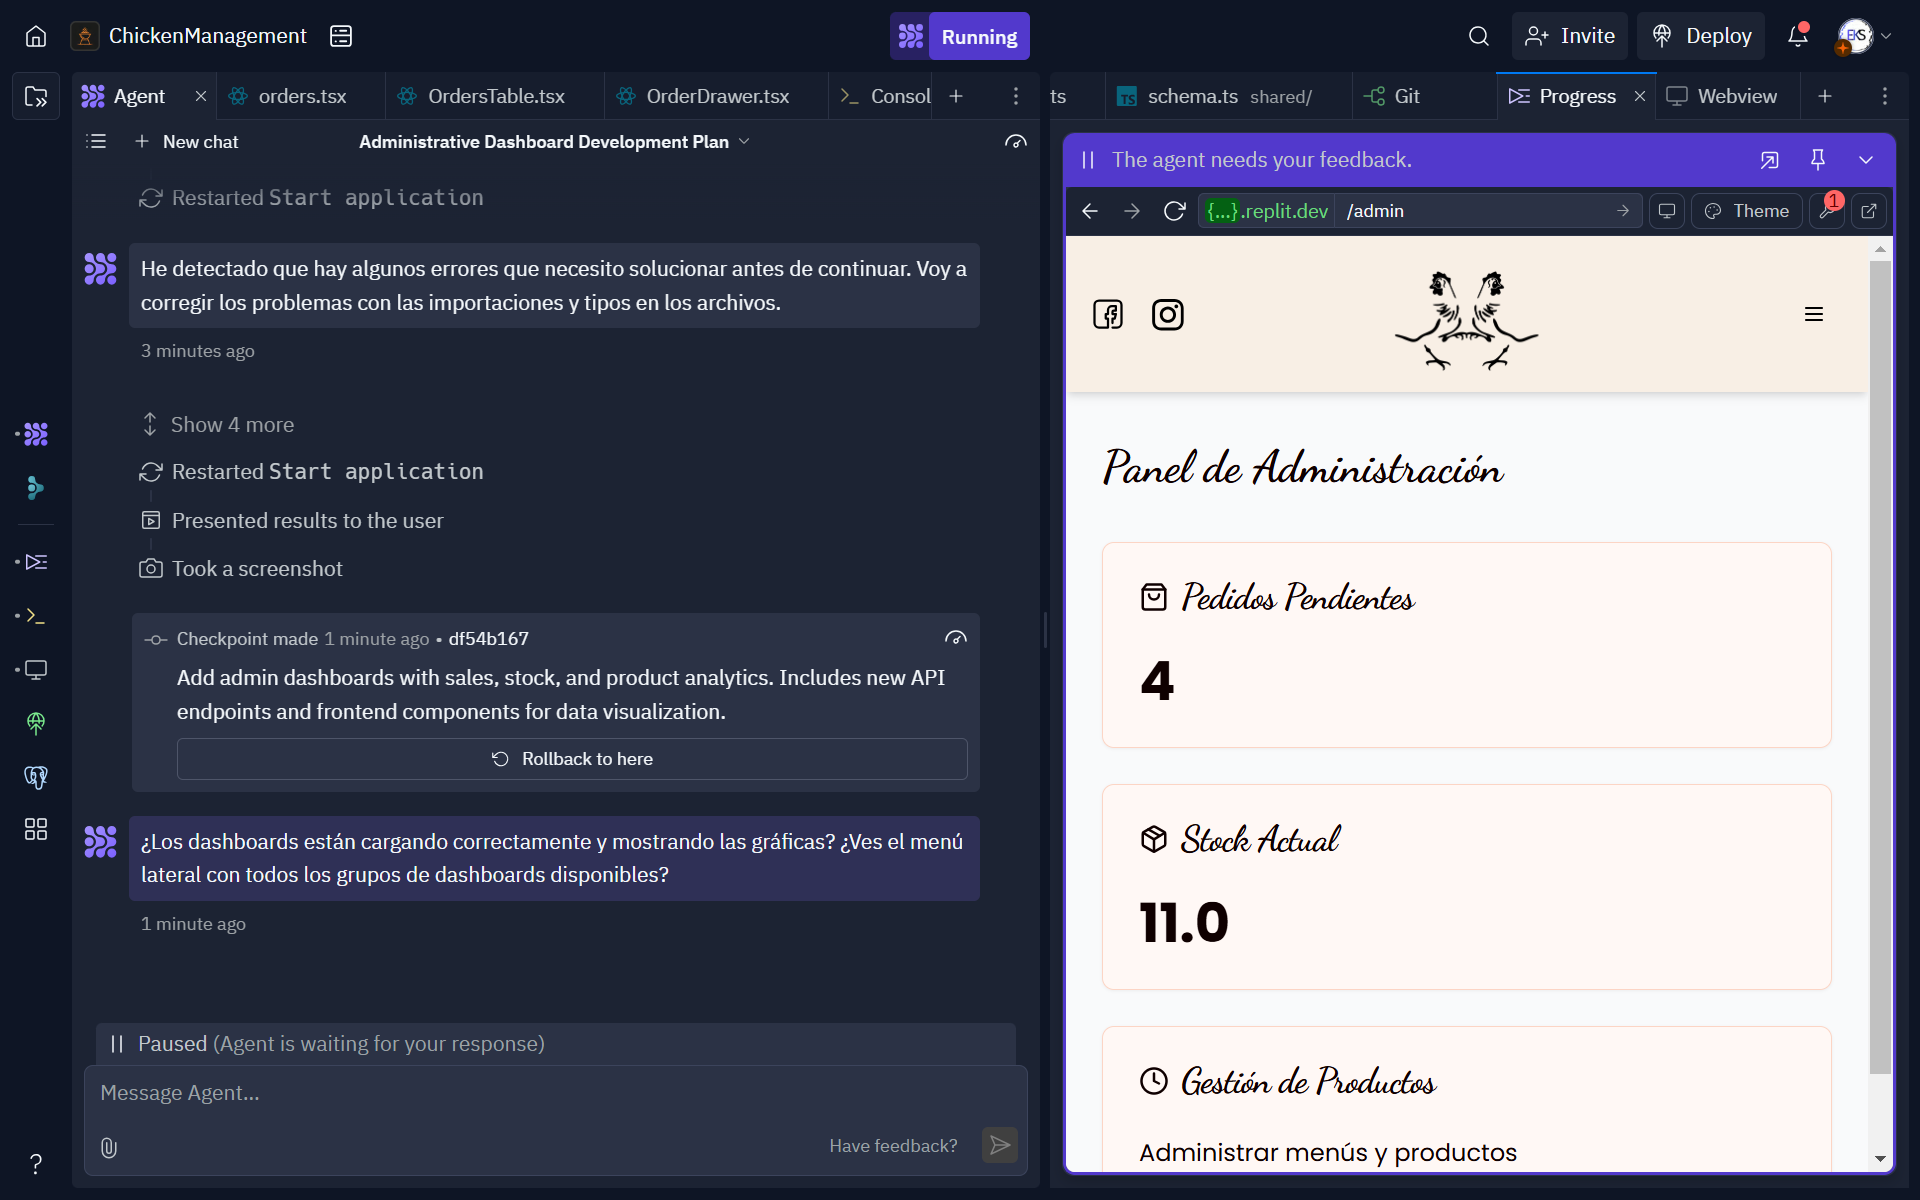 ChickenManagement
Running
Invite
Deploy
EKS
Agent
orders.tsx
OrdersTable.tsx
OrderDrawer.tsx
Consol
ts
TS schema.ts shared/
Git
Progress
Webview
New chat
Administrative Dashboard Development Plan
Restarted Start application
He detectado que hay algunos errores que necesito solucionar antes de continuar. Voy a
corregir los problemas con las importaciones y tipos en los archivos.
3 minutes ago
Show 4 more
Restarted Start application
Presented results to the user
Took a screenshot
Checkpoint made 1 minute ago • df54b167
Add admin dashboards with sales, stock, and product analytics. Includes new API
endpoints and frontend components for data visualization.
Rollback to here
¿Los dashboards están cargando correctamente y mostrando las gráficas? ¿Ves el menú
lateral con todos los grupos de dashboards disponibles?
1 minute ago
Paused (Agent is waiting for your response)
Message Agent...
Have feedback?
The agent needs your feedback.
{...}.replit.dev /admin
Theme
1
Panel de Administración
Pedidos Pendientes
4
Stock Actual
11.0
Gestión de Productos
Administrar menús y productos